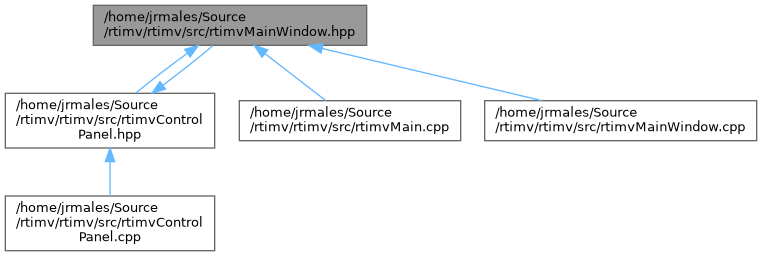 /home/jrmales/Source
/rtimv/rtimv/src/rtimvMainWindow.hpp
/home/jrmales/Source
/rtimv/rtimv/src/rtimvControl
Panel.hpp
/home/jrmales/Source
/rtimv/rtimv/src/rtimvMain.cpp
/home/jrmales/Source
/rtimv/rtimv/src/rtimvMainWindow.cpp
/home/jrmales/Source
/rtimv/rtimv/src/rtimvControl
Panel.cpp